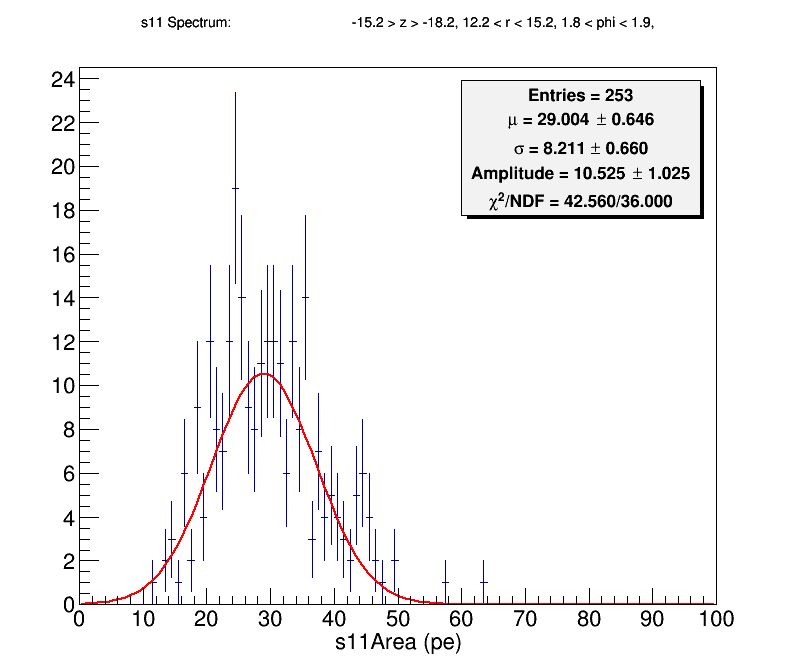 s11 Spectrum: -15.2 > z > -18.2, 12.2 < r < 15.2, 1.8 < phi < 1.9,
Entries = 253
μ = 29.004 ± 0.646
σ = 8.211 ± 0.660
Amplitude = 10.525 ± 1.025
χ²/NDF = 42.560/36.000
24
22
20
18
16
14
12
10
8
6
4
2
0
0 10 20 30 40 50 60 70 80 90 100
s11Area (pe)